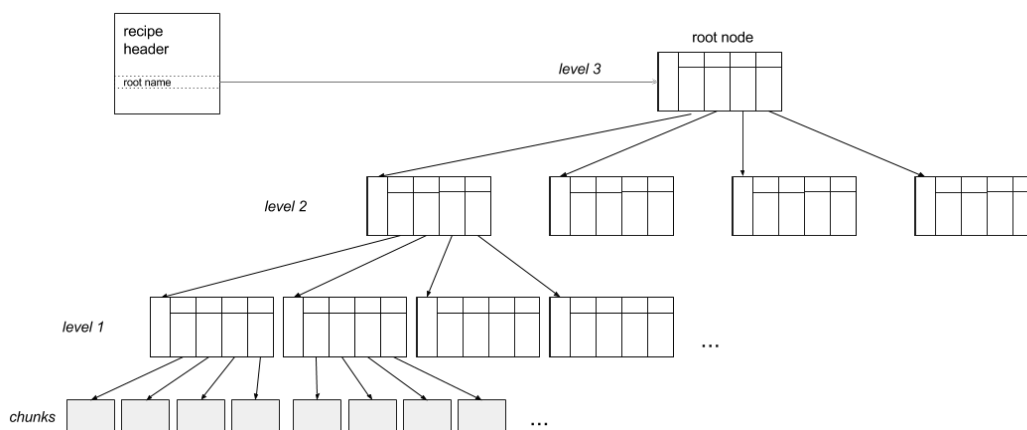 recipe
header
root name
root node
level 3
level 2
level 1
...
chunks
...